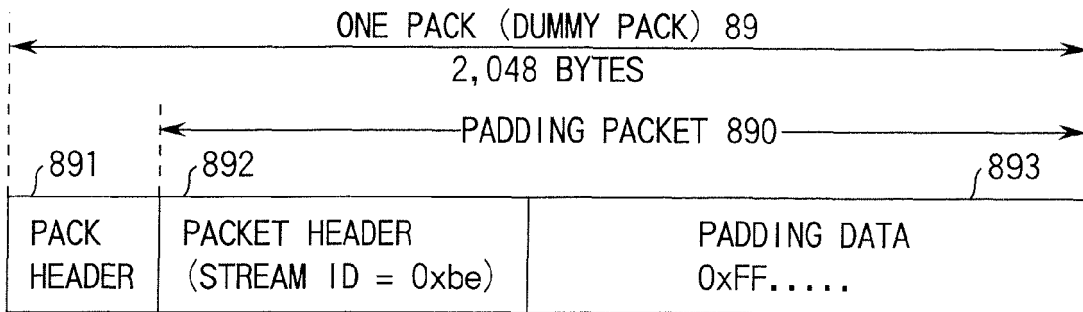 ONE PACK (DUMMY PACK) 89
2,048 BYTES
PADDING PACKET 890
891
892
893
PACK
HEADER
PACKET HEADER
(STREAM ID = 0xbe)
PADDING DATA
0xFF.....